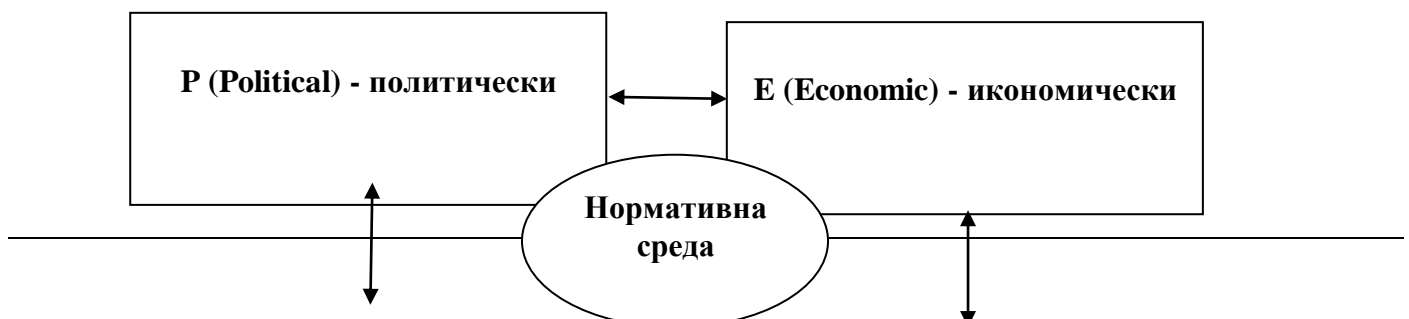 P (Political) - политически
E (Economic) - икономически
Нормативна
среда